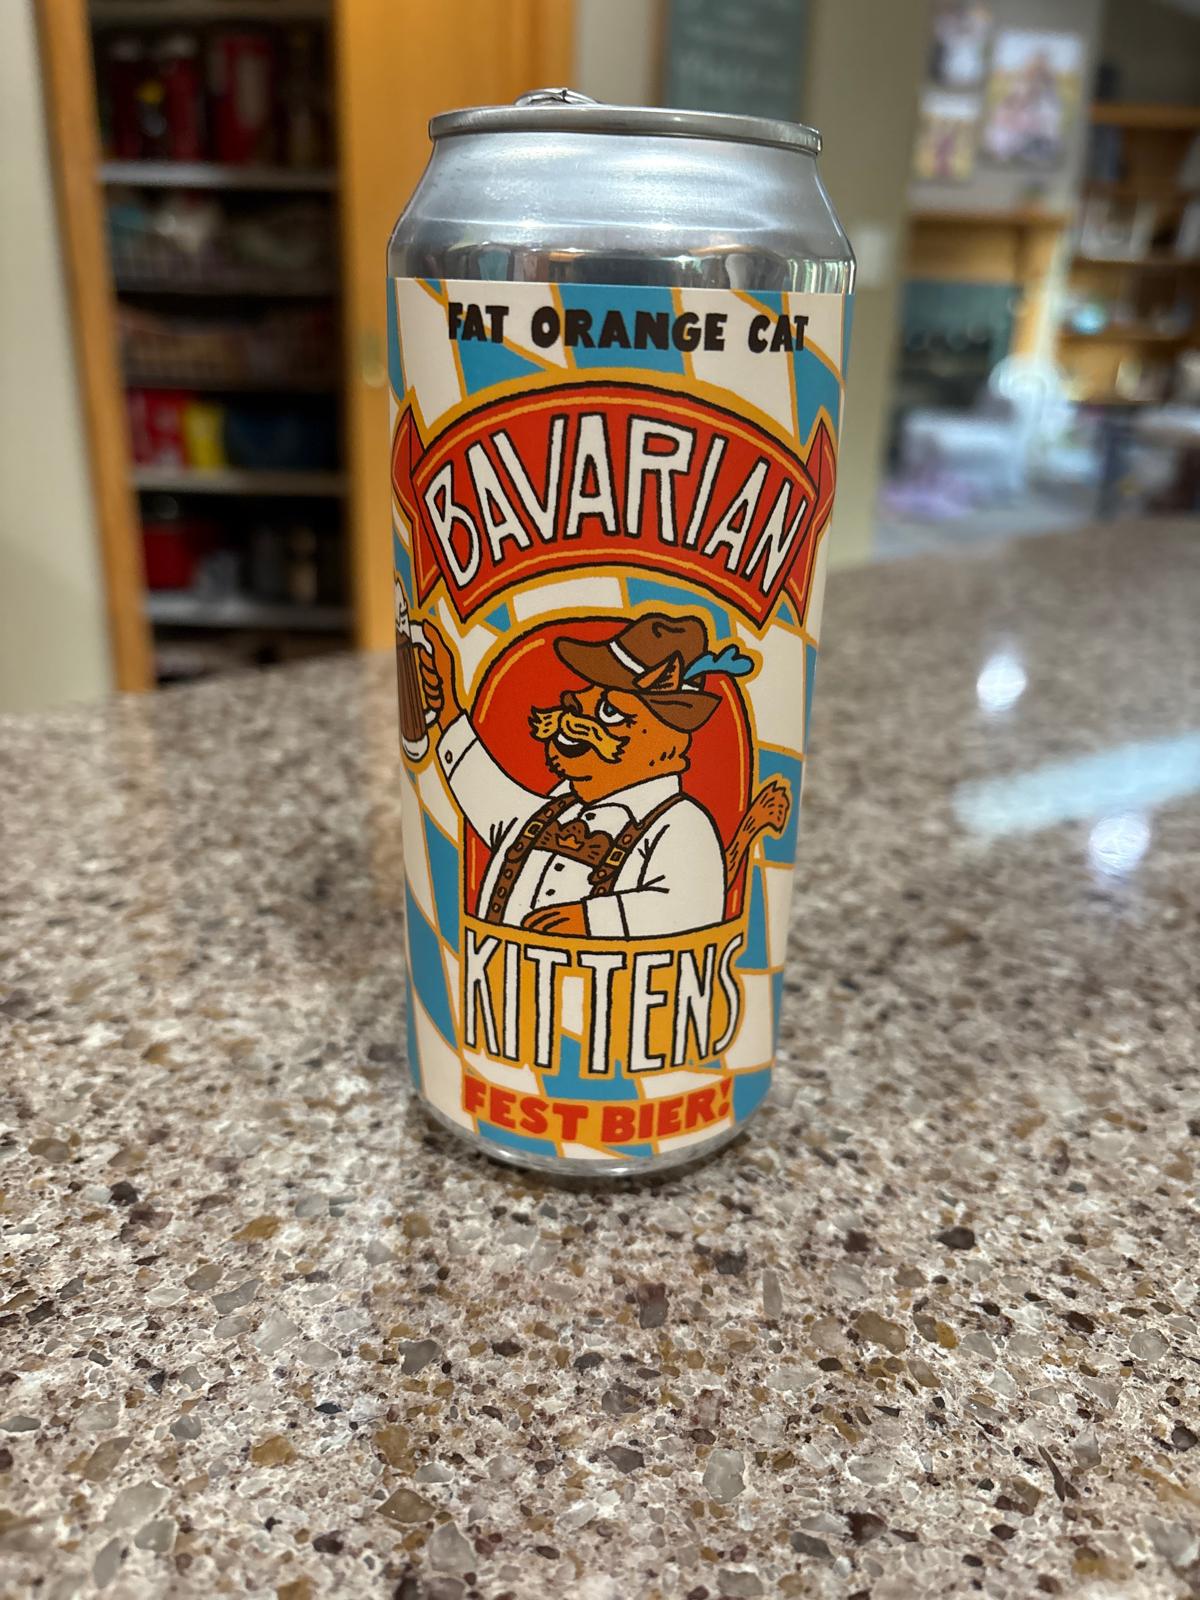 FAT ORANGE CAT
BAVARIAN
KITTENS
FEST BIER!